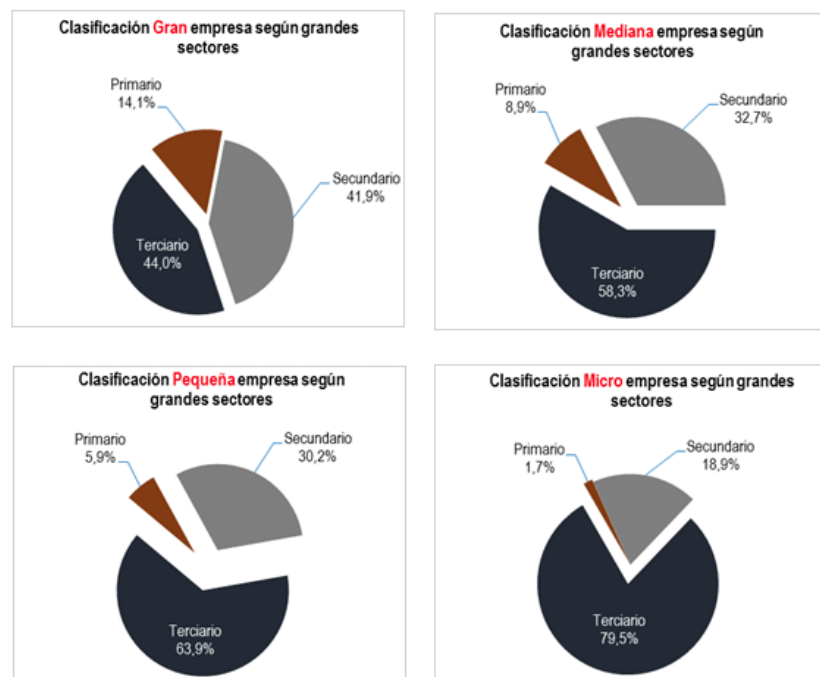 Clasificación Gran empresa según grandes
sectores
Primario
14,1%
Secundario
41,9%
Terciario
44,0%
Clasificación Mediana empresa según
grandes sectores
Primario
8,9%
Secundario
32,7%
Terciario
58,3%
Clasificación Pequeña empresa según
grandes sectores
Primario
5,9%
Secundario
30,2%
Terciario
63,9%
Clasificación Micro empresa según grandes
sectores
Primario
1,7%
Secundario
18,9%
Terciario
79,5%